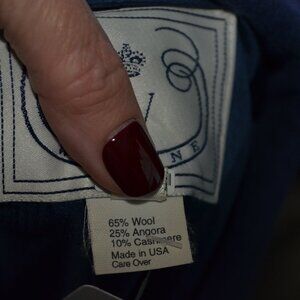 65% Wool
25% Angora
10% Cashmere
Made in USA
Care Over